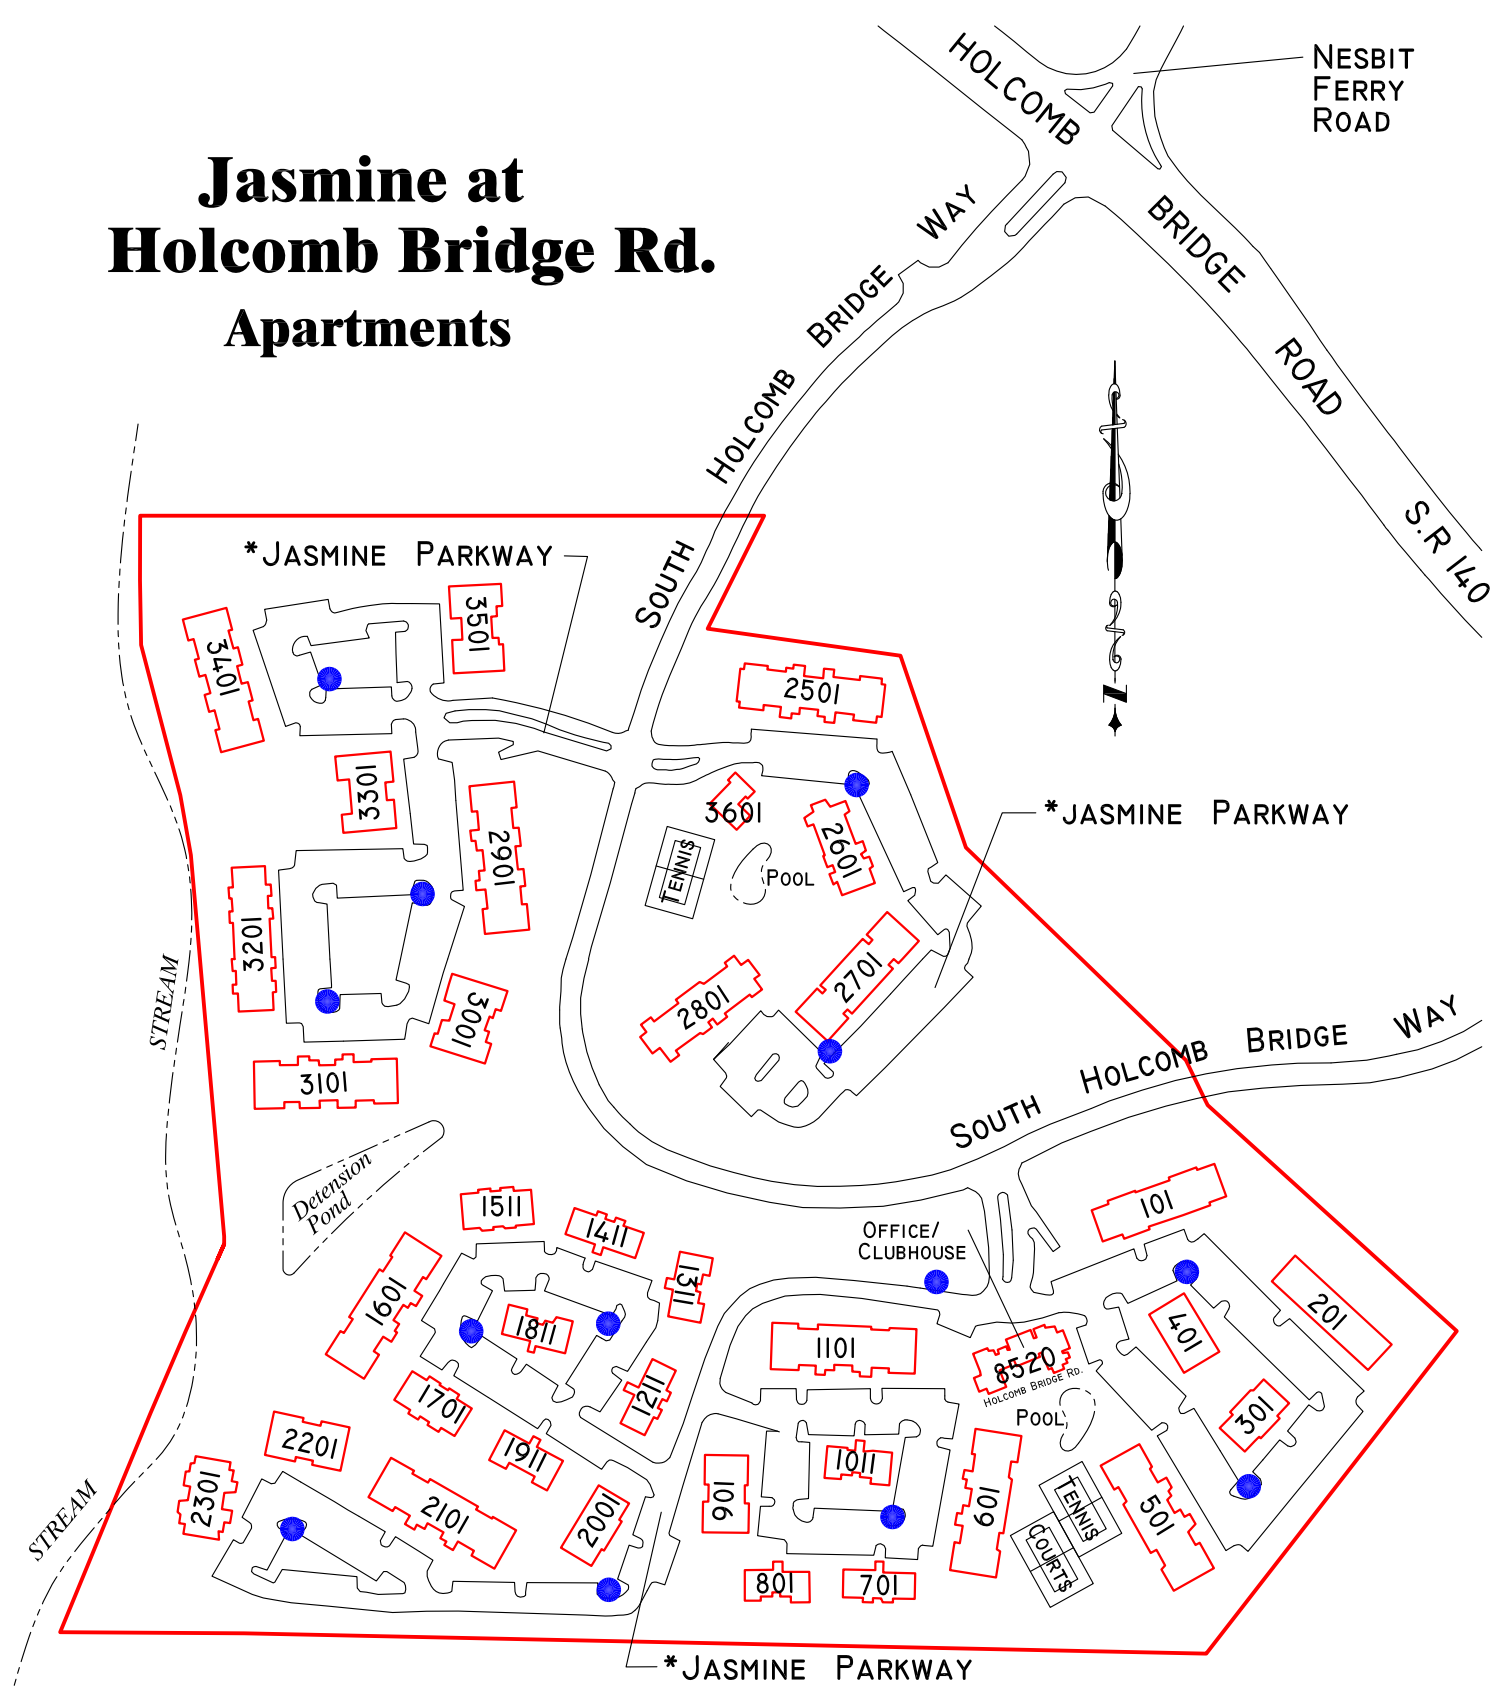 NESBIT
FERRY
ROAD
HOLCOMB BRIDGE ROAD S.R 140
Jasmine at
Holcomb Bridge Rd.
Apartments
SOUTH HOLCOMB BRIDGE WAY
*JASMINE PARKWAY
3501
3401
2501
3301
3601
*JASMINE PARKWAY
2901
2601
TENNIS
POOL
3201
STREAM
2701
2801
3001
3101
SOUTH HOLCOMB BRIDGE WAY
Detension
Pond
1511
1411
101
OFFICE/
CLUBHOUSE
1311
1601
201
1811
401
1101
8520
HOLCOMB BRIDGE RD.
1211
1701
POOL
301
2201
1911
1011
2301
2101
901
601
TENNIS
COURTS
501
2001
STREAM
801
701
*JASMINE PARKWAY
N